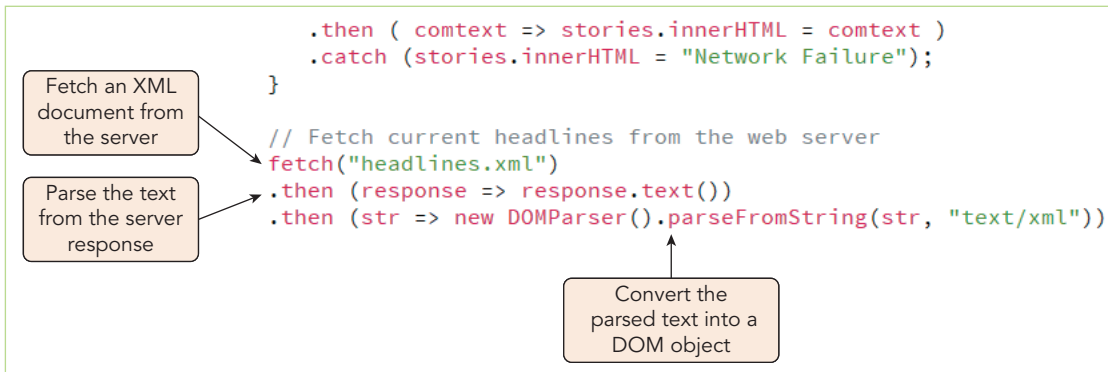 .then ( comtext => stories.innerHTML = comtext )
.catch (stories.innerHTML = "Network Failure");
}
Fetch an XML
document from
the server
// Fetch current headlines from the web server
fetch("headlines.xml")
.then (response => response.text())
.then (str => new DOMParser().parseFromString(str, "text/xml"))
Parse the text
from the server
response
Convert the
parsed text into a
DOM object